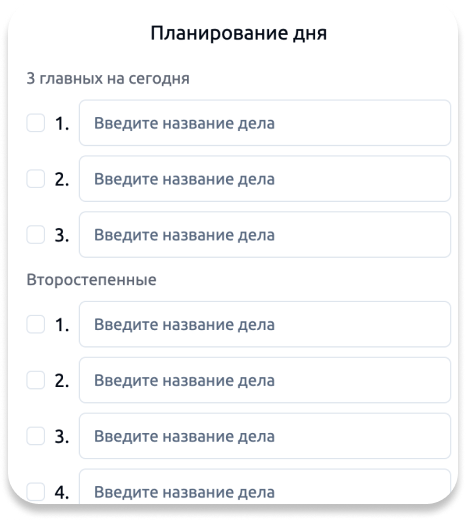 Планирование дня
3 главных на сегодня
1. Введите название дела
2. Введите название дела
3. Введите название дела
Второстепенные
1. Введите название дела
2. Введите название дела
3. Введите название дела
4. Введите название дела